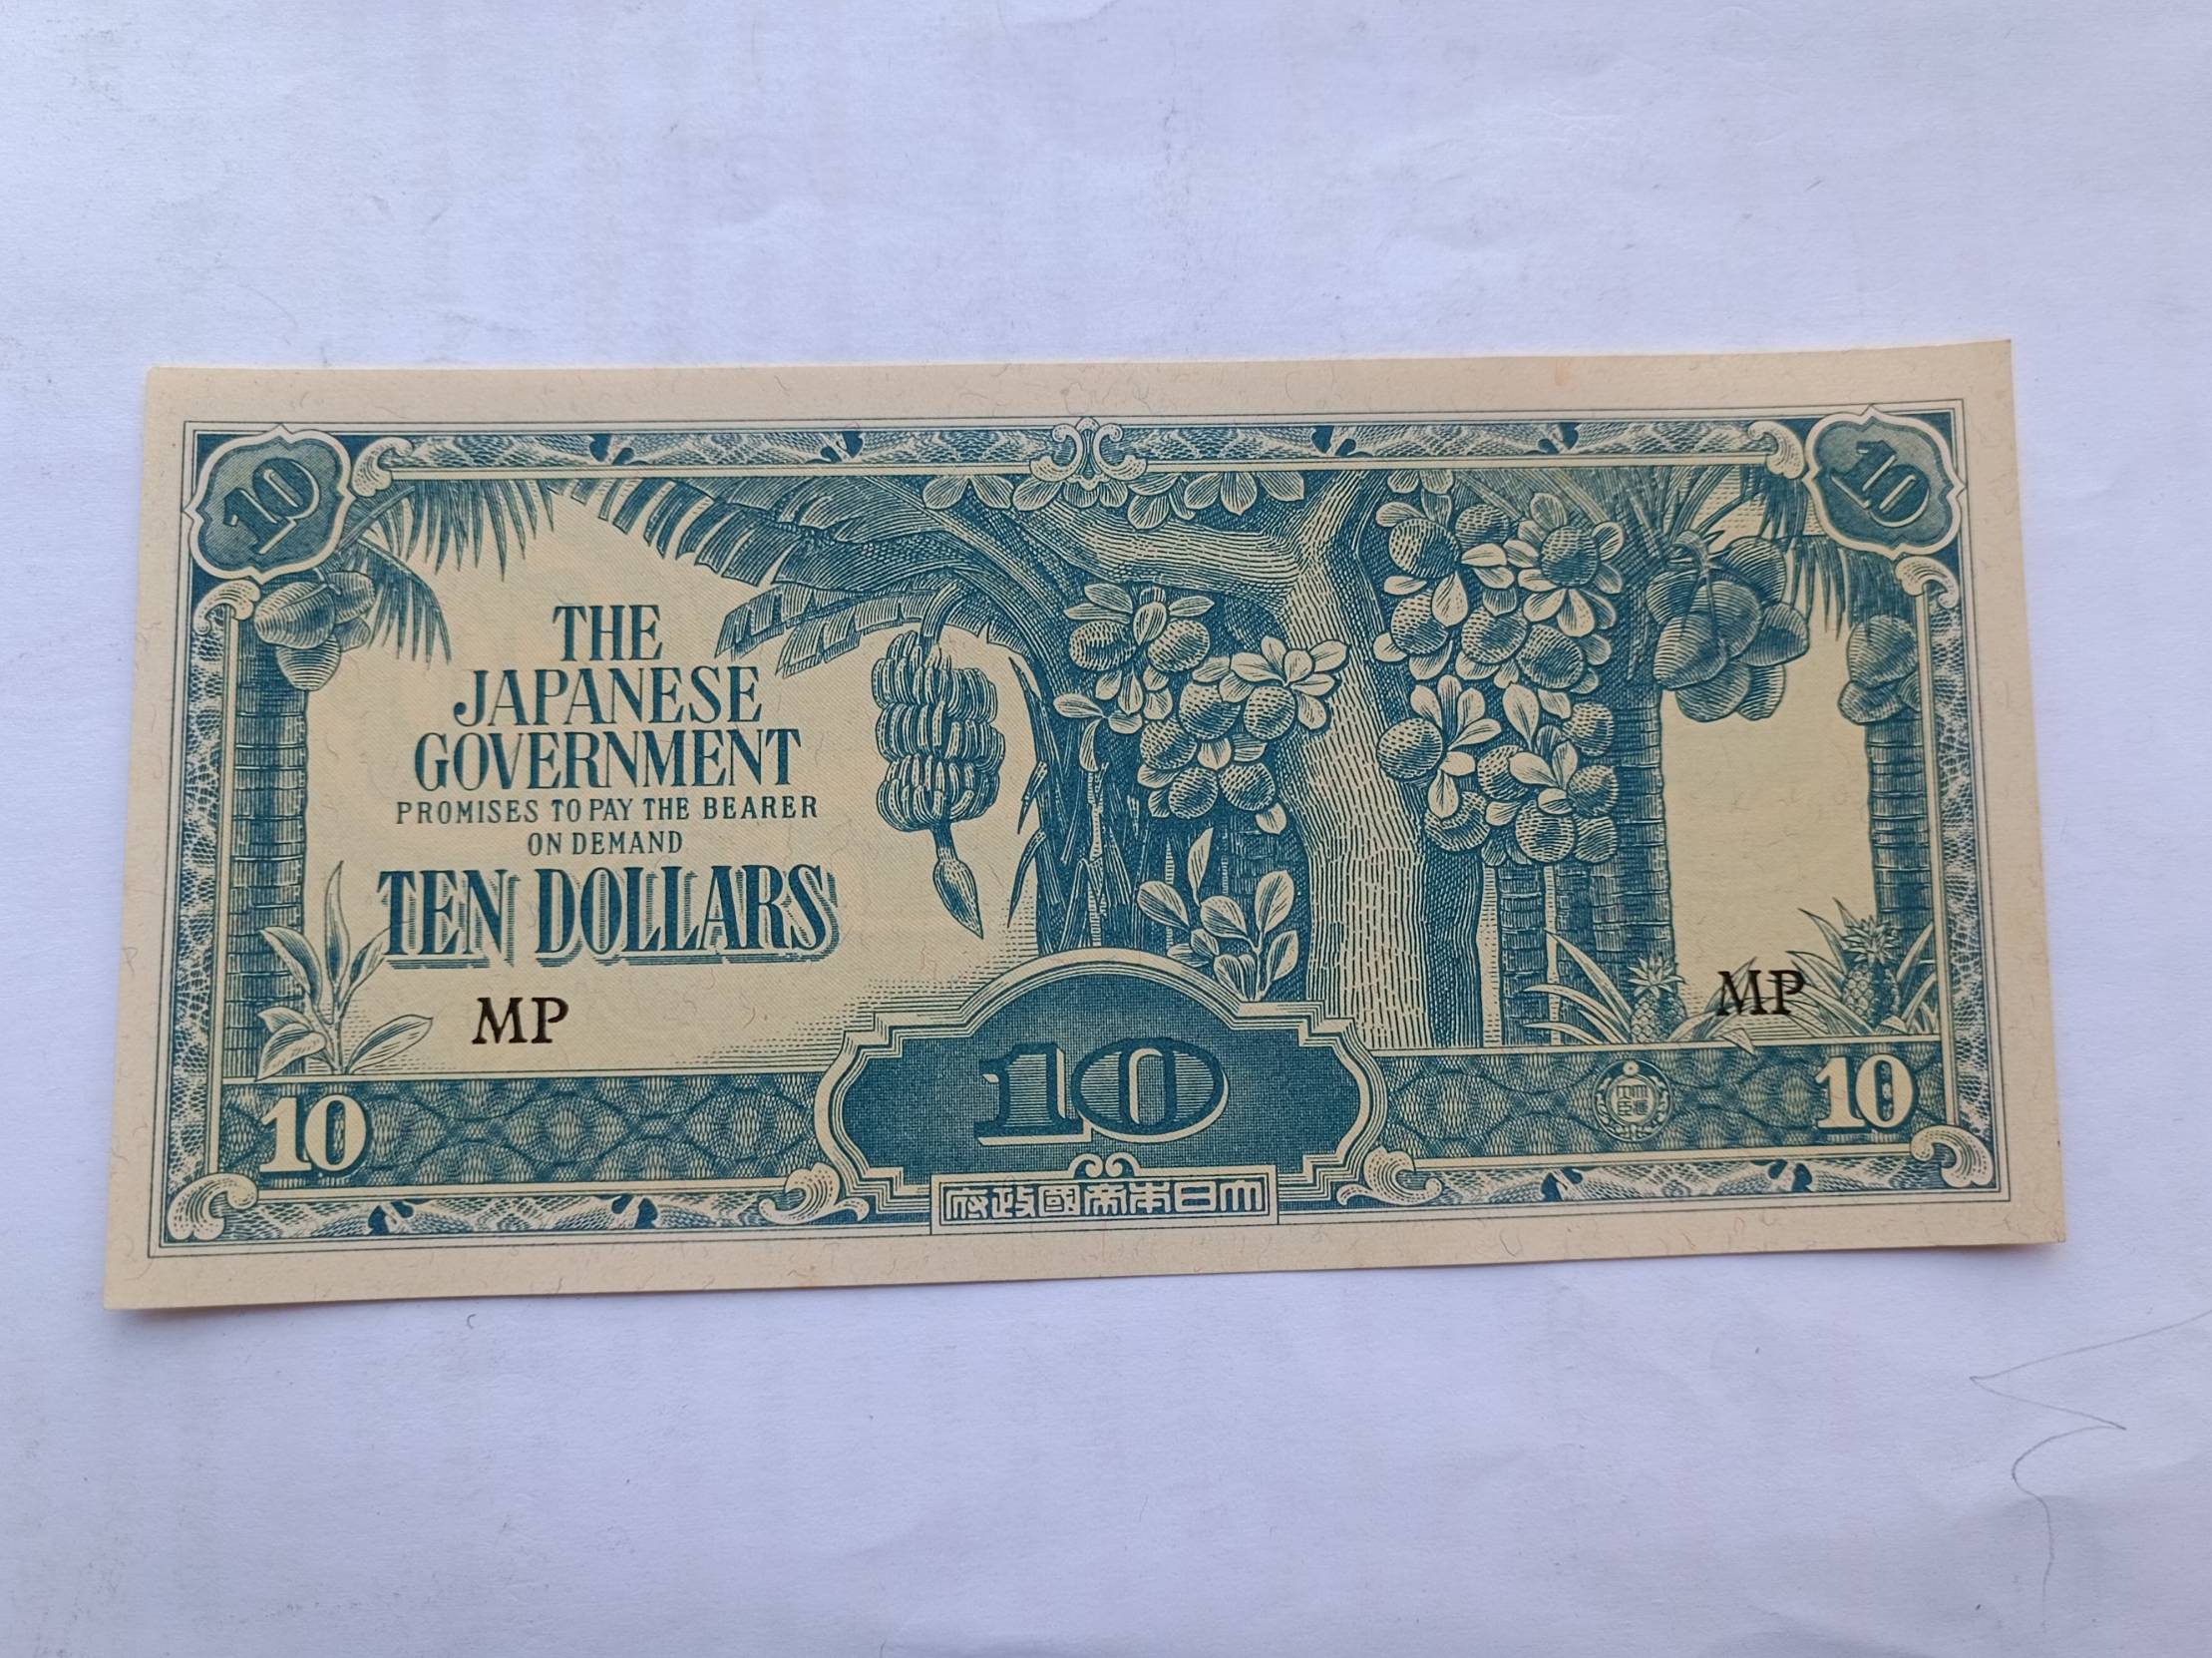 10
10
THE
JAPANESE
GOVERNMENT
PROMISES TO PAY THE BEARER
ON DEMAND
TEN DOLLARS
MP
MP
10
10
10
府政國帝本日大